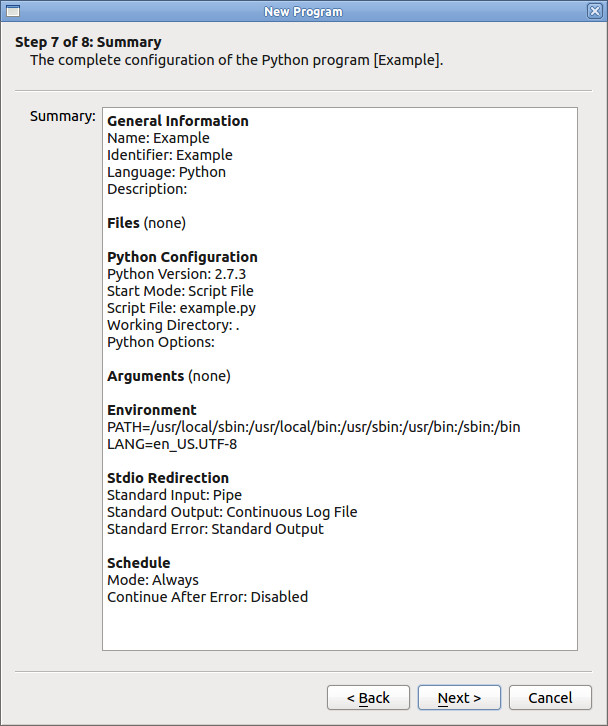 New Program
Step 7 of 8: Summary
The complete configuration of the Python program [Example].
Summary:
General Information
Name: Example
Identifier: Example
Language: Python
Description:
Files (none)
Python Configuration
Python Version: 2.7.3
Start Mode: Script File
Script File: example.py
Working Directory: .
Python Options:
Arguments (none)
Environment
PATH=/usr/local/sbin:/usr/local/bin:/usr/sbin:/usr/bin:/sbin:/bin
LANG=en_US.UTF-8
Stdio Redirection
Standard Input: Pipe
Standard Output: Continuous Log File
Standard Error: Standard Output
Schedule
Mode: Always
Continue After Error: Disabled
< Back
Next >
Cancel